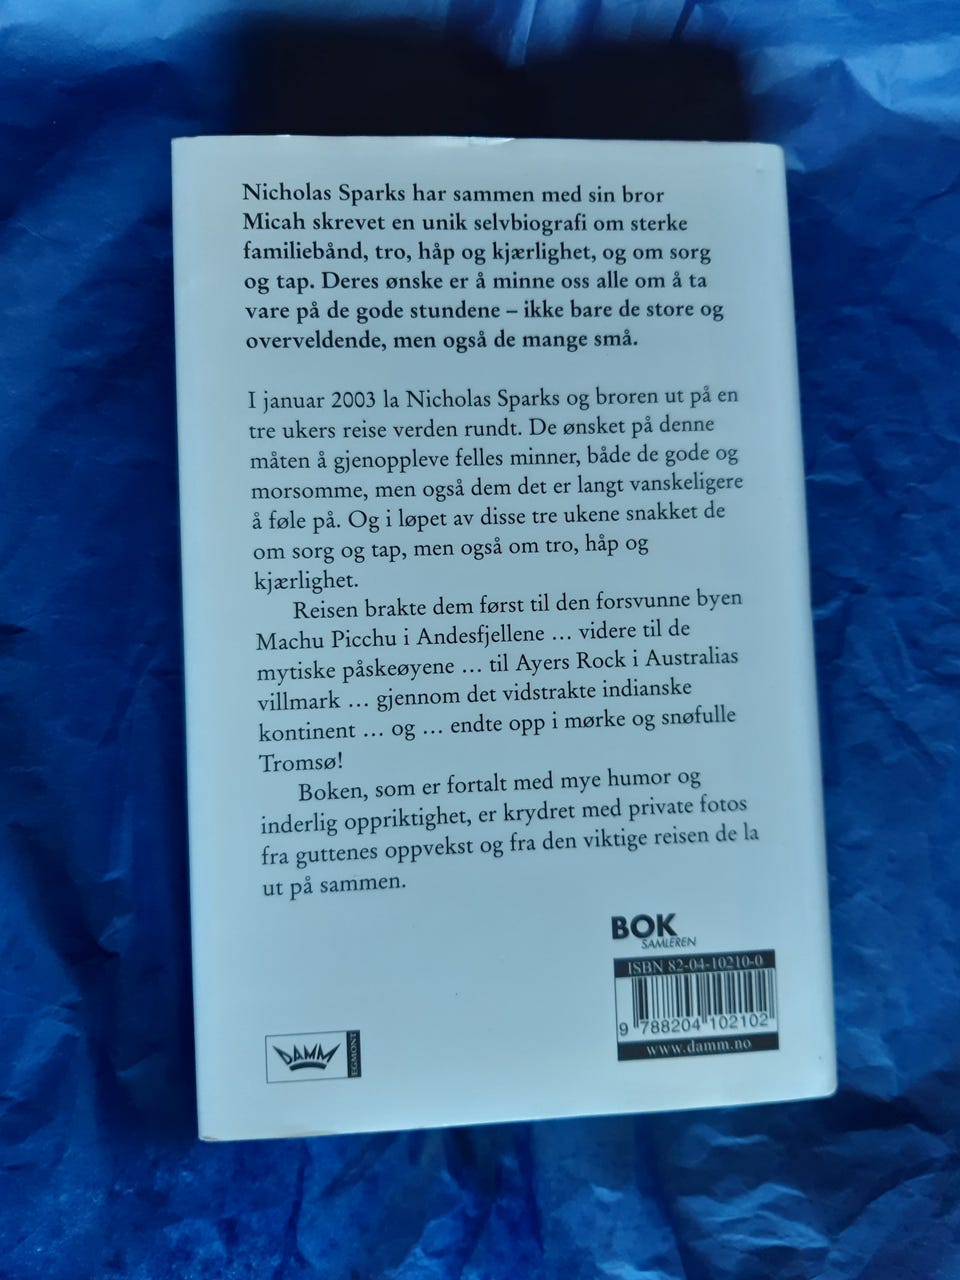 Nicholas Sparks har sammen med sin bror
Micah skrevet en unik selvbiografi om sterke
familiebånd, tro, håp og kjærlighet, og om sorg
og tap. Deres ønske er å minne oss alle om å ta
vare på de gode stundene – ikke bare de store og
overveldende, men også de mange små.
I januar 2003 la Nicholas Sparks og broren ut på en
tre ukers reise verden rundt. De ønsket på denne
måten å gjenoppleve felles minner, både de gode og
morsomme, men også dem det er langt vanskeligere
å føle på. Og i løpet av disse tre ukene snakket de
om sorg og tap, men også om tro, håp og
kjærlighet.
Reisen brakte dem først til den forsvunne byen
Machu Picchu i Andesfjellene … videre til de
mytiske påskeøyene … til Ayers Rock i Australias
villmark … gjennom det vidstrakte indianske
kontinent … og … endte opp i mørke og snøfulle
Tromsø!
Boken, som er fortalt med mye humor og
inderlig oppriktighet, er krydret med private fotos
fra guttenes oppvekst og fra den viktige reisen de la
ut på sammen.
BOK
SAMLEREN
ISBN 82-04-10210-0
9 788204 102102
www.damm.no
DAMM
EGMONT